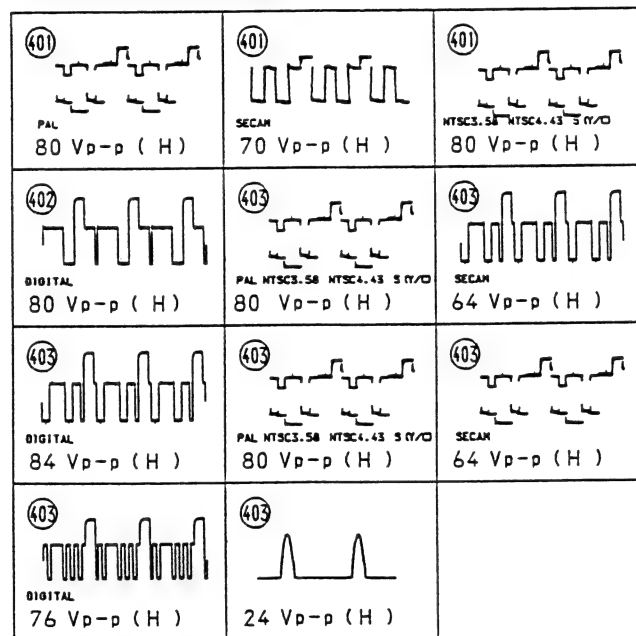 401
PAL
80 Vp-p (H)
401
SECAM
70 Vp-p (H)
401
NTSC3.58 NTSC4.43 S(Y/C)
80 Vp-p (H)
402
DIGITAL
80 Vp-p (H)
403
PAL NTSC3.58 NTSC4.43 S(Y/C)
80 Vp-p (H)
403
SECAM
64 Vp-p (H)
403
DIGITAL
84 Vp-p (H)
403
PAL NTSC3.58 NTSC4.43 S(Y/C)
80 Vp-p (H)
403
SECAM
64 Vp-p (H)
403
DIGITAL
76 Vp-p (H)
403
24 Vp-p (H)